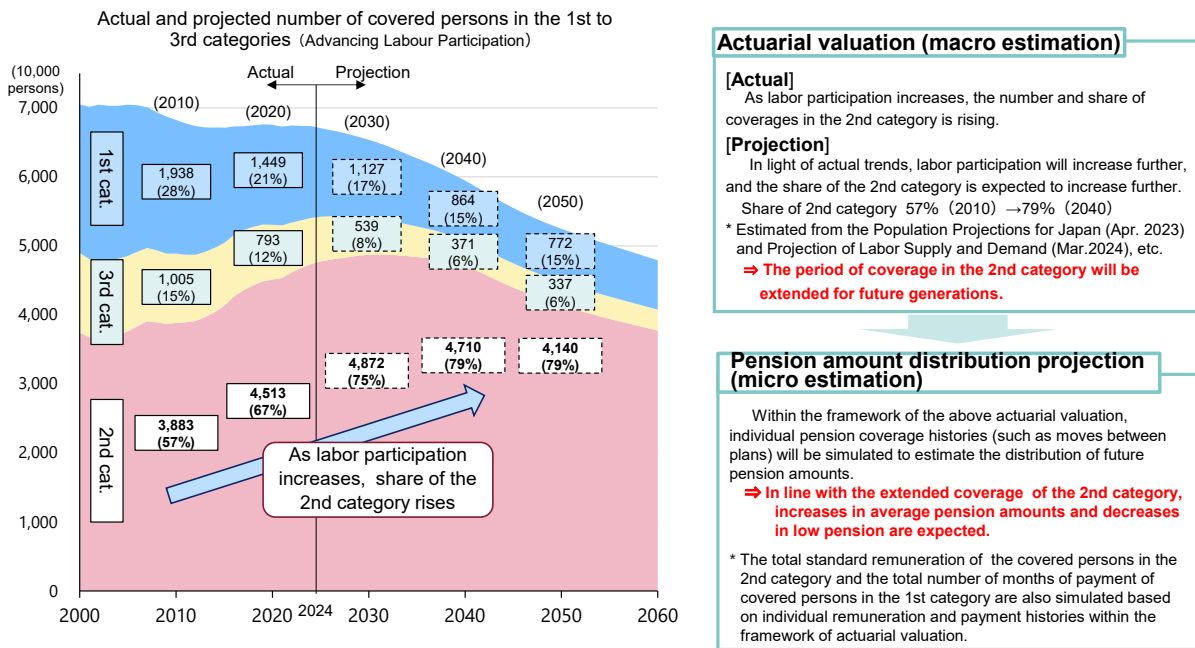 Actual and projected number of covered persons in the 1st to
3rd categories (Advancing Labour Participation)
(10,000
persons)
Actual
Projection
7,000
6,000
5,000
4,000
3,000
2,000
1,000
0
(2010)
(2020)
(2030)
(2040)
(2050)
1st cat.
1,938
(28%)
1,449
(21%)
1,127
(17%)
864
(15%)
772
(15%)
3rd cat.
1,005
(15%)
793
(12%)
539
(8%)
371
(6%)
337
(6%)
2nd cat.
3,883
(57%)
4,513
(67%)
4,872
(75%)
4,710
(79%)
4,140
(79%)
As labor participation
increases, share of the
2nd category rises
2000
2010
2020
2024
2030
2040
2050
2060
Actuarial valuation (macro estimation)
[Actual]
As labor participation increases, the number and share of
coverages in the 2nd category is rising.
[Projection]
In light of actual trends, labor participation will increase further,
and the share of the 2nd category is expected to increase further.
Share of 2nd category 57% (2010) →79% (2040)
* Estimated from the Population Projections for Japan (Apr. 2023)
and Projection of Labor Supply and Demand (Mar.2024), etc.
⇒ The period of coverage in the 2nd category will be
extended for future generations.
Pension amount distribution projection
(micro estimation)
Within the framework of the above actuarial valuation,
individual pension coverage histories (such as moves between
plans) will be simulated to estimate the distribution of future
pension amounts.
⇒ In line with the extended coverage of the 2nd category,
increases in average pension amounts and decreases
in low pension are expected.
* The total standard remuneration of the covered persons in the
2nd category and the total number of months of payment of
covered persons in the 1st category are also simulated based
on individual remuneration and payment histories within the
framework of actuarial valuation.